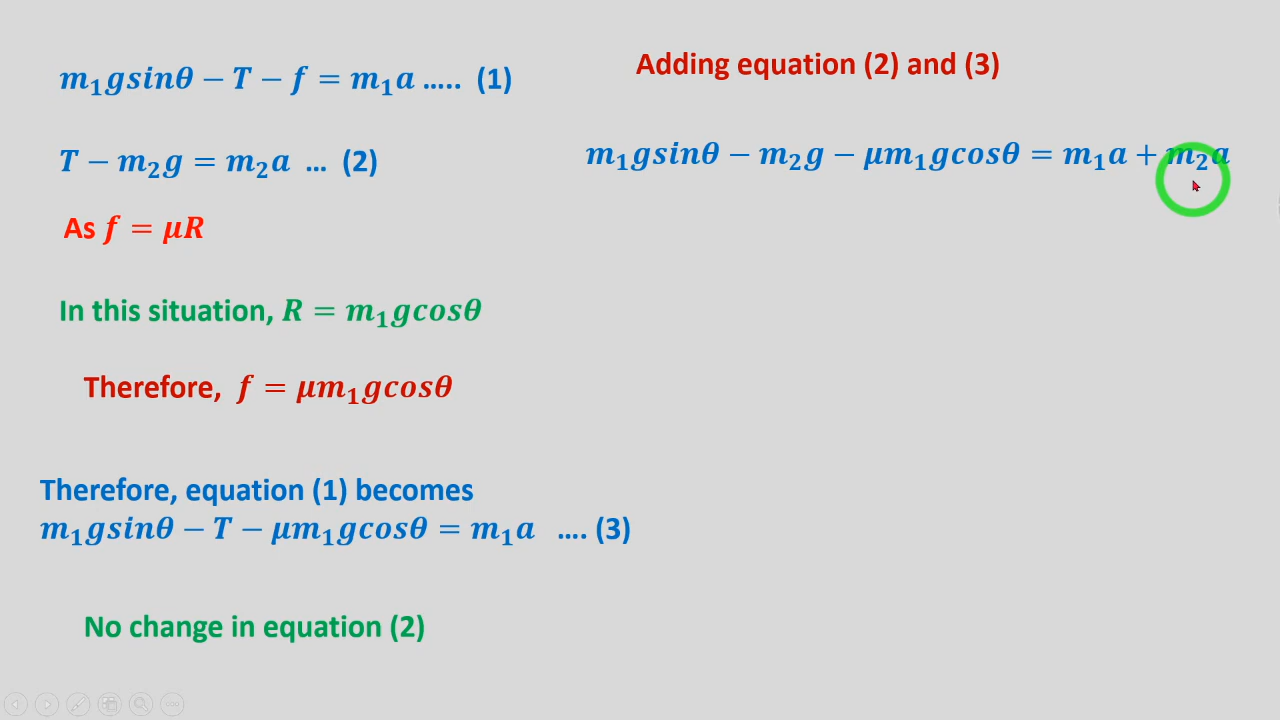 m₁gsinθ − T − f = m₁a ..... (1)
T − m₂g = m₂a ... (2)
As f = μR
In this situation, R = m₁gcosθ
Therefore, f = μm₁gcosθ
Therefore, equation (1) becomes
m₁gsinθ − T − μm₁gcosθ = m₁a .... (3)
No change in equation (2)
Adding equation (2) and (3)
m₁gsinθ − m₂g − μm₁gcosθ = m₁a + m₂a